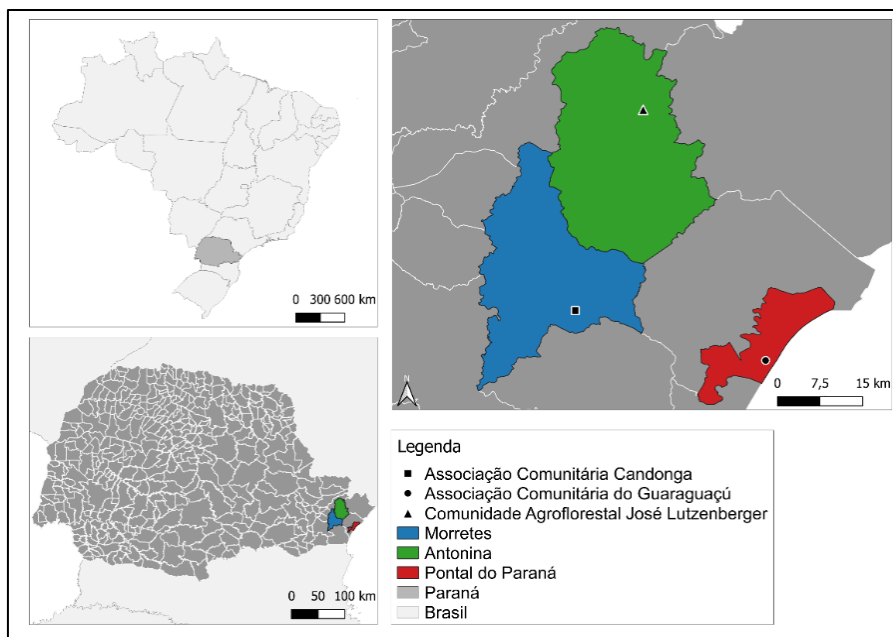 0 300 600 km
0 7,5 15 km
0 50 100 km
Legenda
Associação Comunitária Candonga
Associação Comunitária do Guaraguaçú
Comunidade Agroflorestal José Lutzenberger
Morretes
Antonina
Pontal do Paraná
Paraná
Brasil